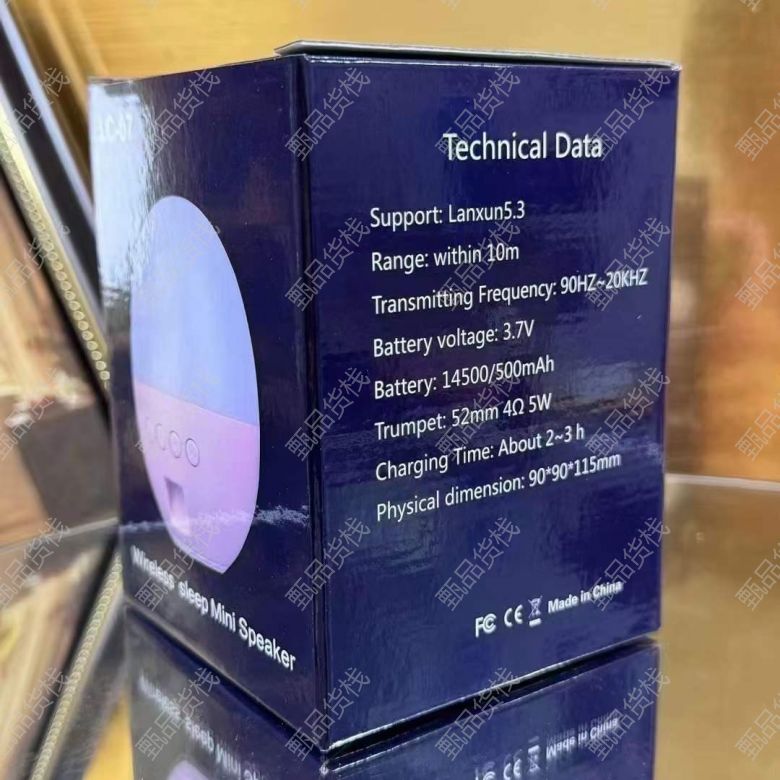 Technical Data
Support: Lanxun5.3
Range: within 10m
Transmitting Frequency: 90HZ~20KHZ
Battery voltage: 3.7V
Battery: 14500/500mAh
Trumpet: 52mm 4Ω 5W
Charging Time: About 2~3 h
Physical dimension: 90*90*115mm
FC CE Made in China
Wireless sleep Mini Speaker
甄品货栈